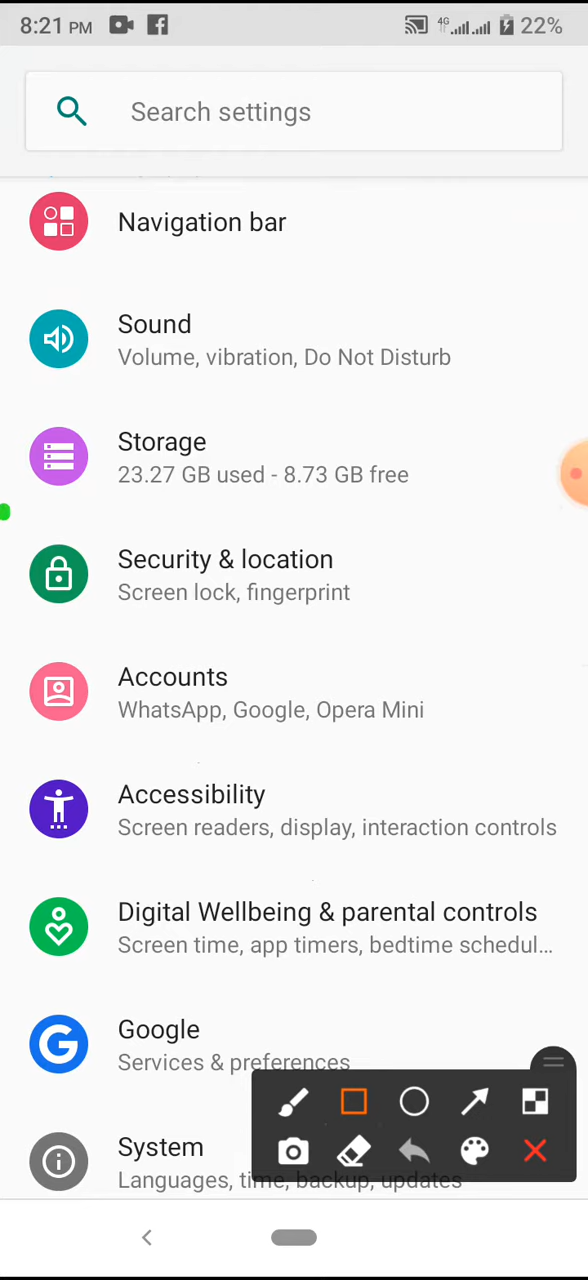 8:21 PM 4G 22%
Search settings
Navigation bar
Sound
Volume, vibration, Do Not Disturb
Storage
23.27 GB used - 8.73 GB free
Security & location
Screen lock, fingerprint
Accounts
WhatsApp, Google, Opera Mini
Accessibility
Screen readers, display, interaction controls
Digital Wellbeing & parental controls
Screen time, app timers, bedtime schedul...
Google
Services & preferences
System
Languages, time, backup, updates